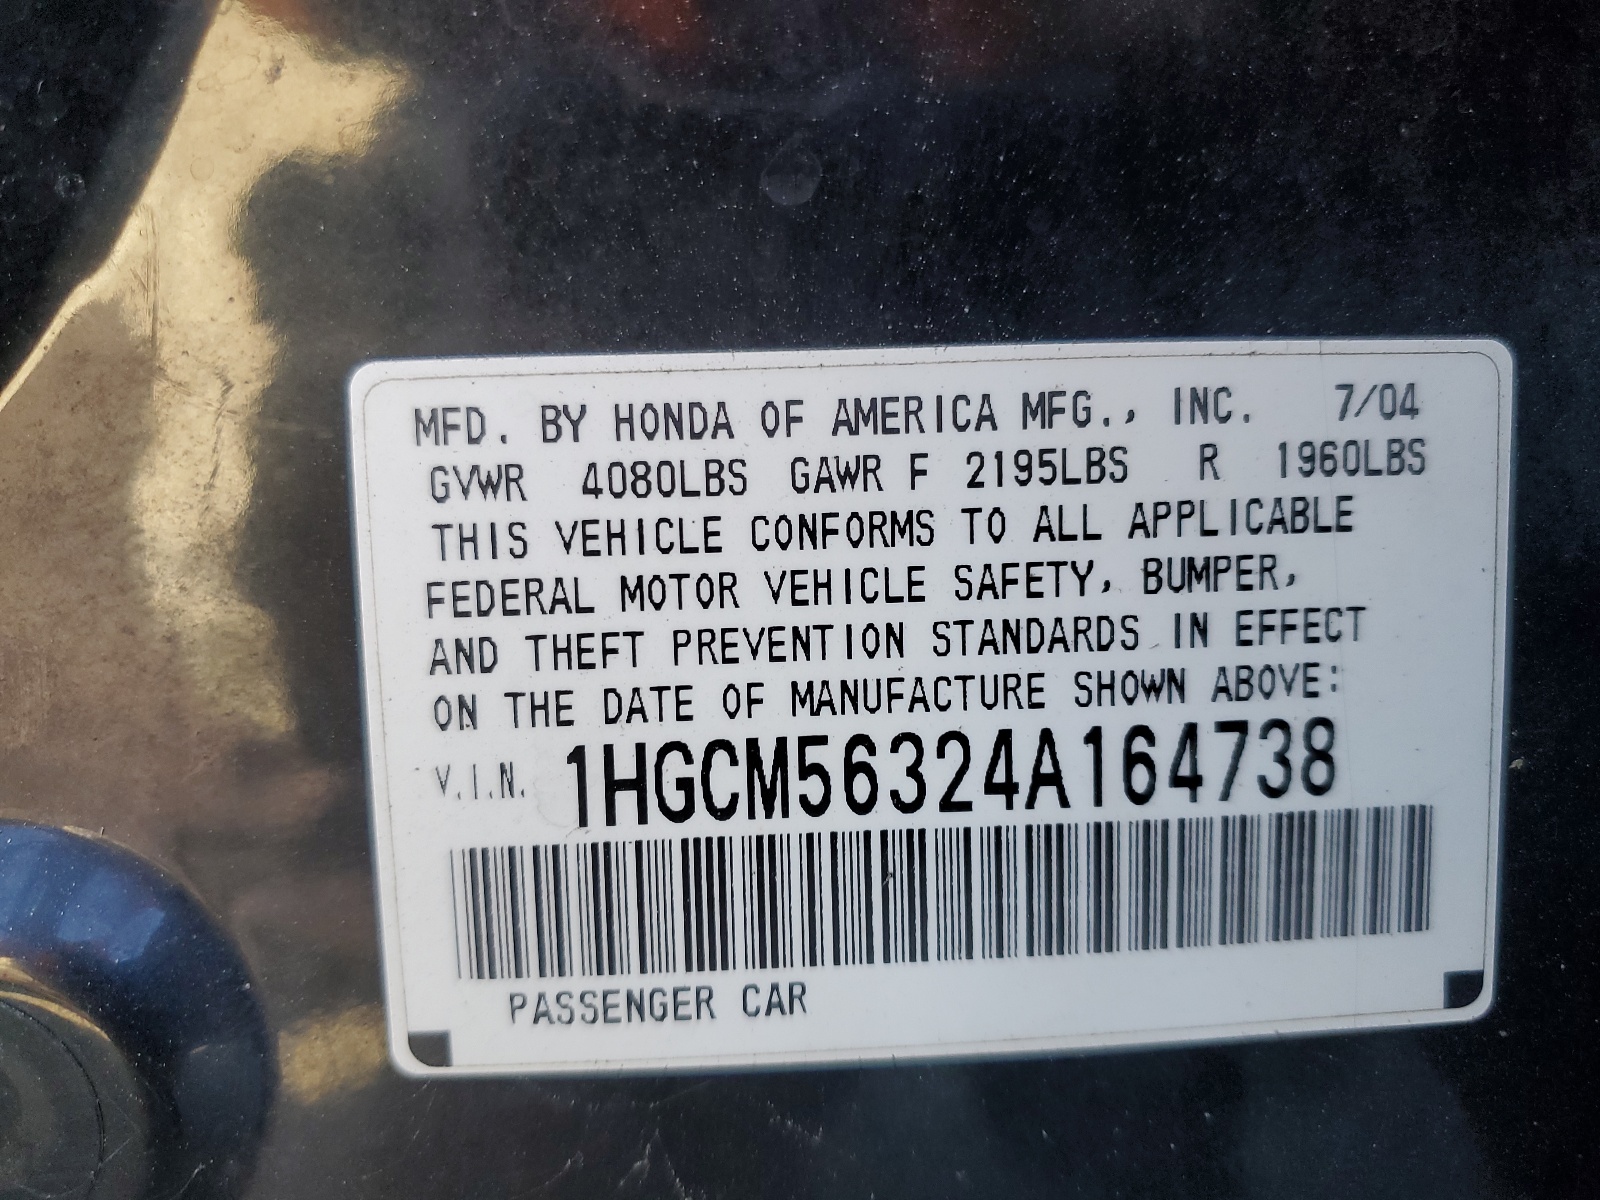 MFD. BY HONDA OF AMERICA MFG., INC. 7/04
GVWR 4080LBS GAWR F 2195LBS R 1960LBS
THIS VEHICLE CONFORMS TO ALL APPLICABLE
FEDERAL MOTOR VEHICLE SAFETY, BUMPER,
AND THEFT PREVENTION STANDARDS IN EFFECT
ON THE DATE OF MANUFACTURE SHOWN ABOVE:
V.I.N. 1HGCM56324A164738
PASSENGER CAR